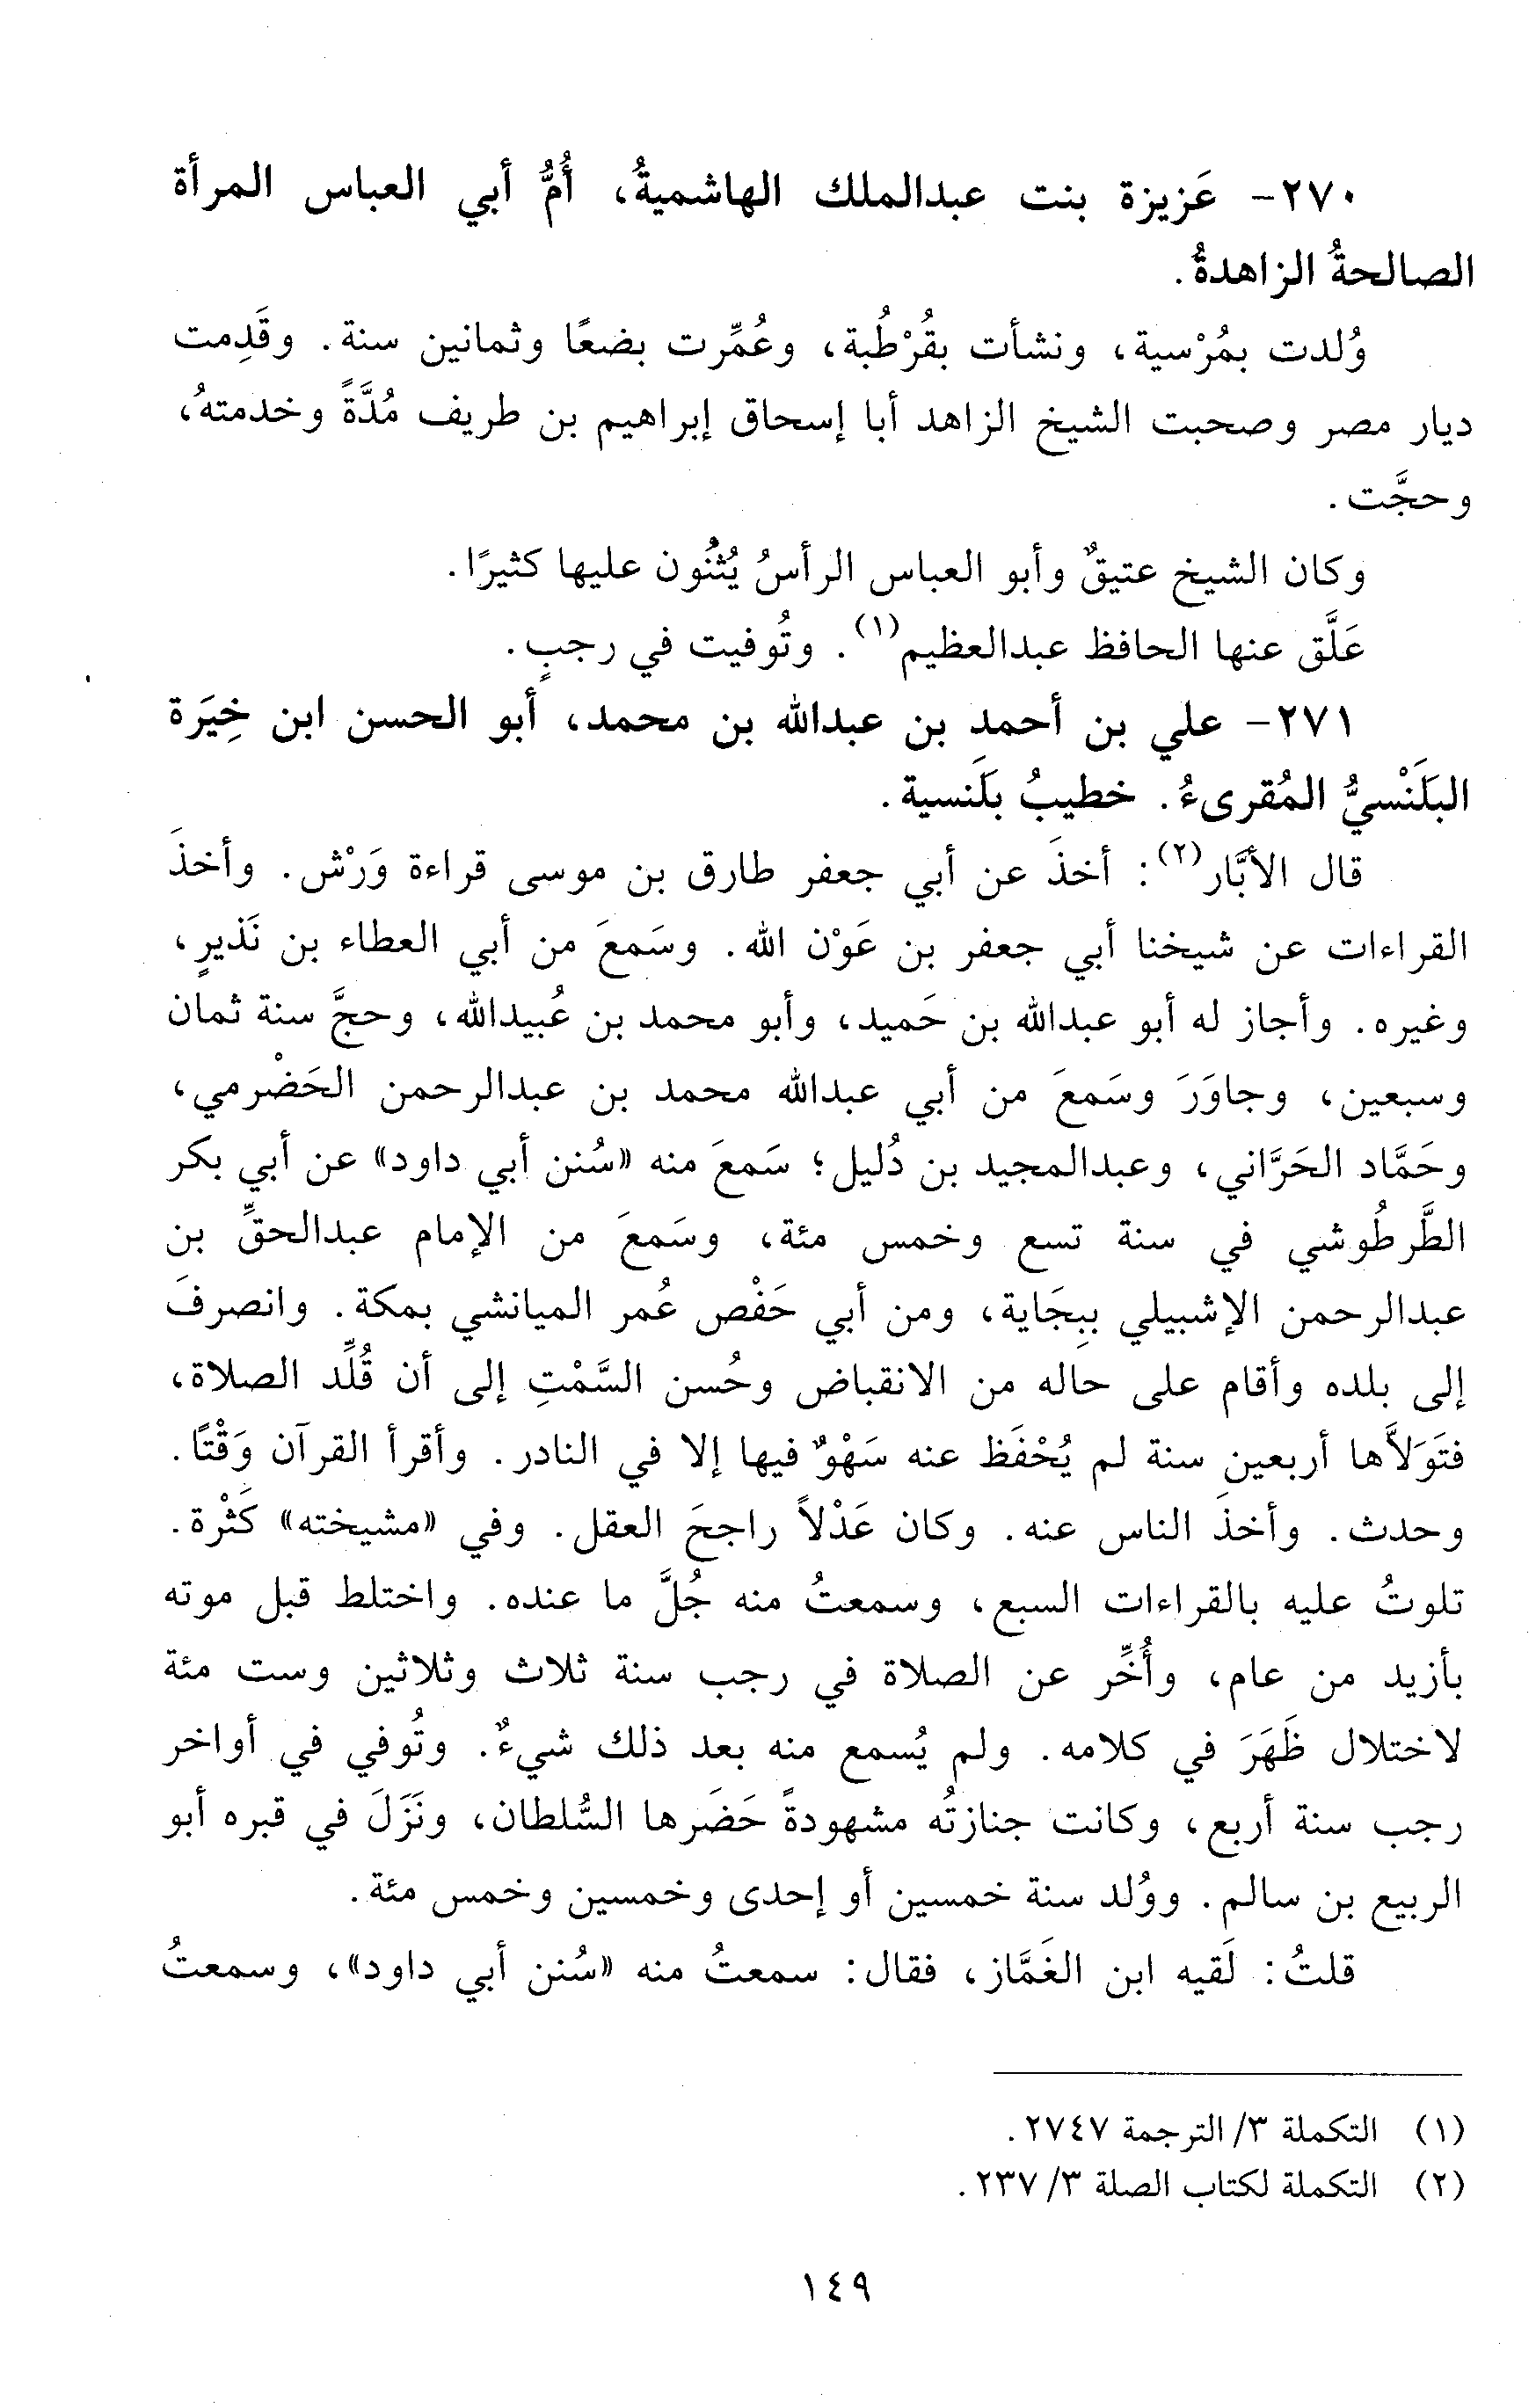 ٢٧٠- عَزيزة بنت عبدالملك الهاشميةُ، أُمُّ أبي العباس المرأة
الصالحةُ الزاهدةُ.
وُلدت بمُرْسية، ونشأت بقُرْطُبة، وعُمِّرت بضعًا وثمانين سنة. وقَدِمت
ديار مصر وصحبت الشيخ الزاهد أبا إسحاق إبراهيم بن طريف مُدَّةً وخدمتهُ،
وحجَّت.
وكان الشيخ عتيقٌ وأبو العباس الرأسُ يُثنُون عليها كثيرًا.
عَلَّق عنها الحافظ عبدالعظيم(١). وتُوفيت في رجبٍ.
٢٧١- علي بن أحمد بن عبدالله بن محمد، أبو الحسن ابن خِيَرة
البَلَنْسيُّ المُقرىءُ. خطيبُ بلَنسية.
قال الأبَّار(٢): أخذَ عن أبي جعفر طارق بن موسى قراءة وَرْش. وأخذَ
القراءات عن شيخنا أبي جعفر بن عَوْن الله. وسَمعَ من أبي العطاء بن نَذيرٍ،
وغيره. وأجاز له أبو عبدالله بن حَميد، وأبو محمد بن عُبيدالله، وحجَّ سنة ثمان
وسبعين، وجاوَرَ وسَمعَ من أبي عبدالله محمد بن عبدالرحمن الحَضْرمي،
وحَمَّاد الحَرَّاني، وعبدالمجيد بن دُليل؛ سَمعَ منه «سُنن أبي داود» عن أبي بكر
الطَّرطُوشي في سنة تسع وخمس مئة، وسَمعَ من الإمام عبدالحقِّ بن
عبدالرحمن الإشبيلي ببِجَاية، ومن أبي حَفْص عُمر الميانشي بمكة. وانصرفَ
إلى بلده وأقام على حاله من الانقباض وحُسن السَّمْتِ إلى أن قُلِّد الصلاة،
فتَوَلاَّها أربعين سنة لم يُحْفَظ عنه سَهْوٌ فيها إلا في النادر. وأقرأ القرآن وَقْتًا.
وحدث. وأخذَ الناس عنه. وكان عَدْلاً راجحَ العقل. وفي «مشيخته» كَثْرة.
تلوتُ عليه بالقراءات السبع، وسمعتُ منه جُلَّ ما عنده. واختلط قبل موته
بأزيد من عام، وأُخِّر عن الصلاة في رجب سنة ثلاث وثلاثين وست مئة
لاختلال ظَهَرَ في كلامه. ولم يُسمع منه بعد ذلك شيءٌ. وتُوفي في أواخر
رجب سنة أربع، وكانت جنازتُه مشهودةً حَضَرها السُّلطان، ونَزَلَ في قبره أبو
الربيع بن سالم. ووُلد سنة خمسين أو إحدى وخمسين وخمس مئة.
قلتُ: لَقيه ابن الغَمَّاز، فقال: سمعتُ منه «سُنن أبي داود»، وسمعتُ
(١) التكملة ٣/ الترجمة ٢٧٤٧.
(٢) التكملة لكتاب الصلة ٣/ ٢٣٧.
١٤٩